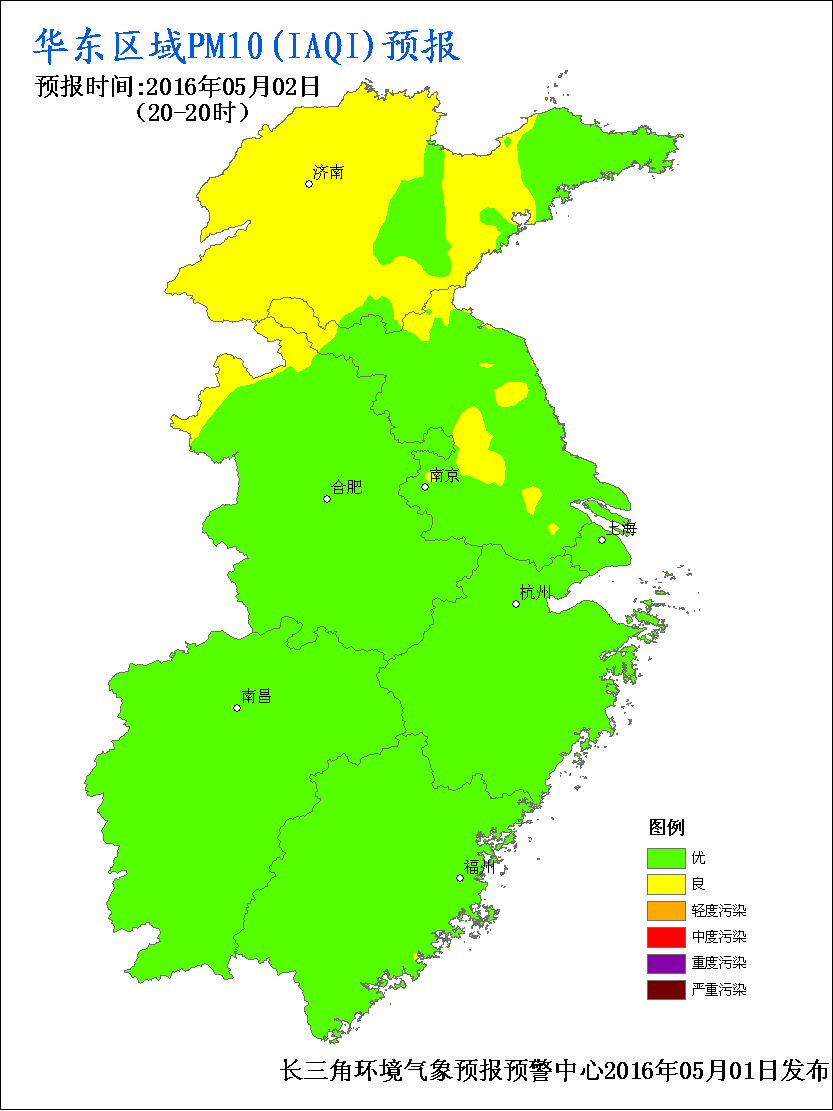 华东区域PM10(IAQI)预报
预报时间:2016年05月02日
（20-20时）
济南
南京
合肥
上海
杭州
南昌
福州
图例
优
良
轻度污染
中度污染
重度污染
严重污染
长三角环境气象预报预警中心2016年05月01日发布